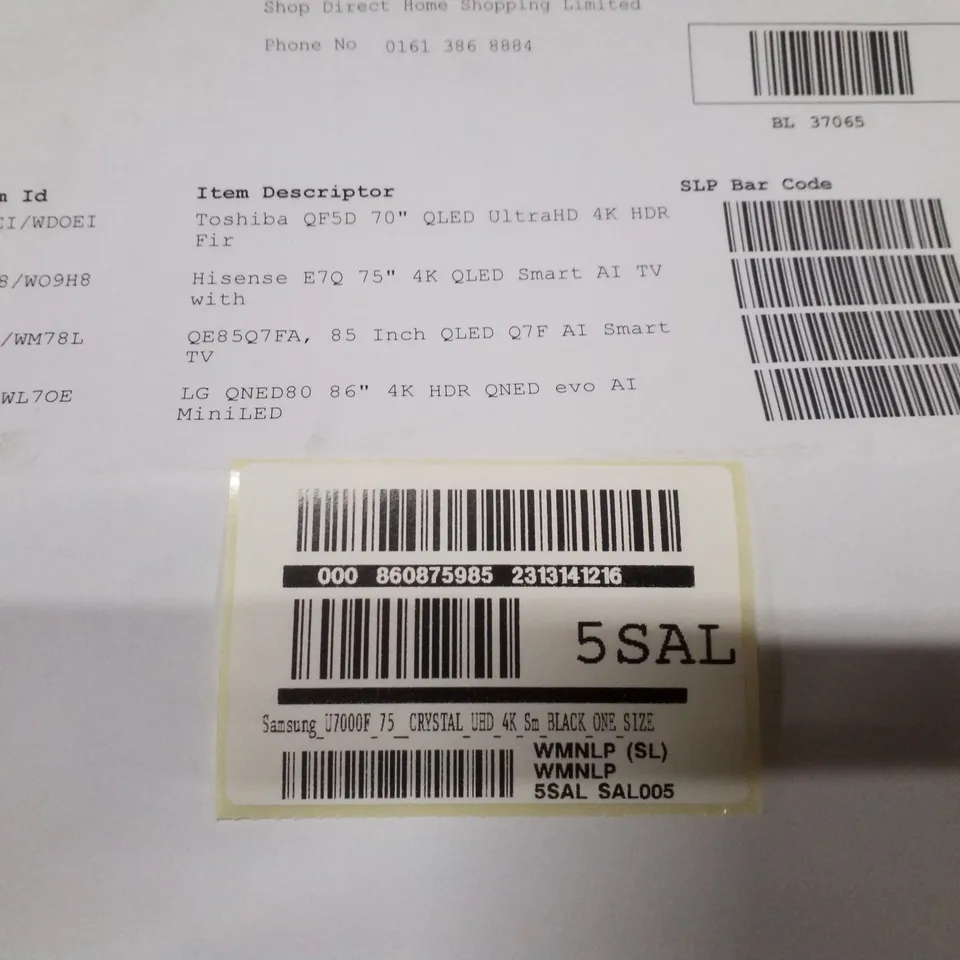 Shop Direct Home Shopping Limited
Phone No 0161 386 8884
BL 37065
Id Item Descriptor SLP Bar Code
/WDOEI Toshiba QF5D 70" QLED UltraHD 4K HDR
Fir
/WO9H8 Hisense E7Q 75" 4K QLED Smart AI TV
with
/WM78L QE85Q7FA, 85 Inch QLED Q7F AI Smart
TV
WL7OE LG QNED80 86" 4K HDR QNED evo AI
MiniLED
000 860875985 2313141216
5SAL
Samsung_U7000F_75__CRYSTAL_UHD_4K_Sm_BLACK_ONE_SIZE
WMNLP (SL)
WMNLP
5SAL SAL005